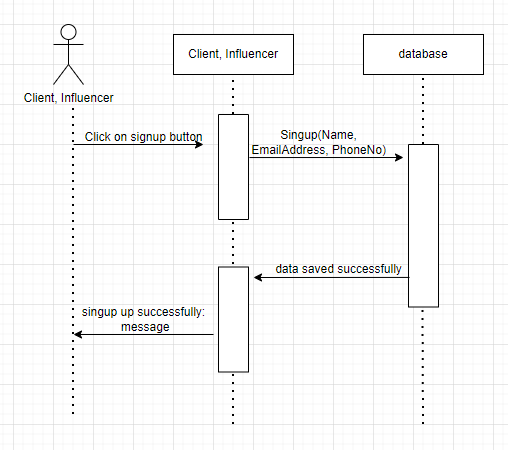 Client, Influencer
database
Client, Influencer
Click on signup button
Singup(Name,
EmailAddress, PhoneNo)
data saved successfully
singup up successfully:
message